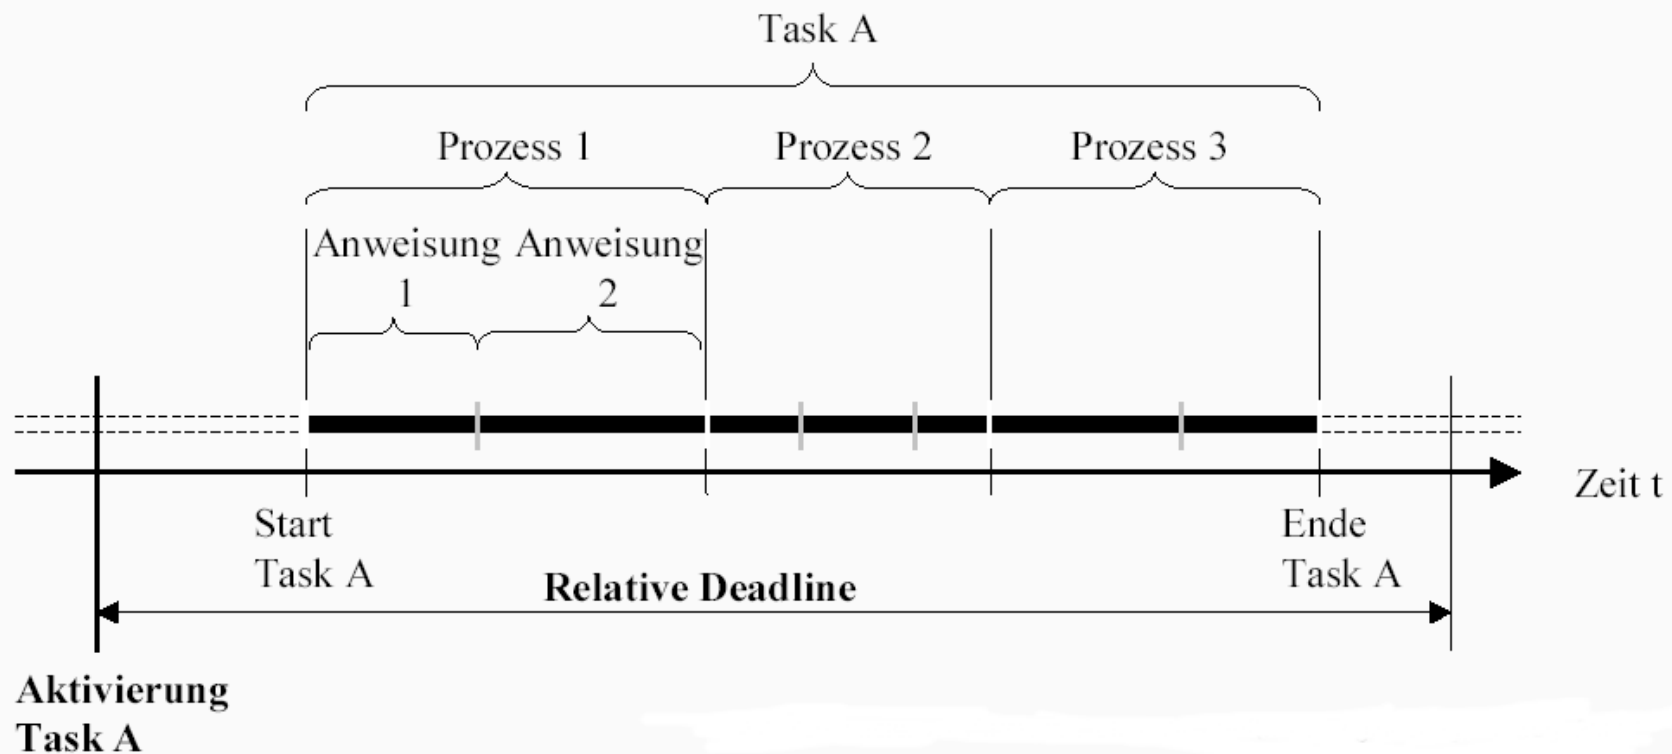 Task A
Prozess 1 Prozess 2 Prozess 3
Anweisung Anweisung
1 2
Zeit t
Start Ende
Task A Task A
Relative Deadline
Aktivierung
Task A